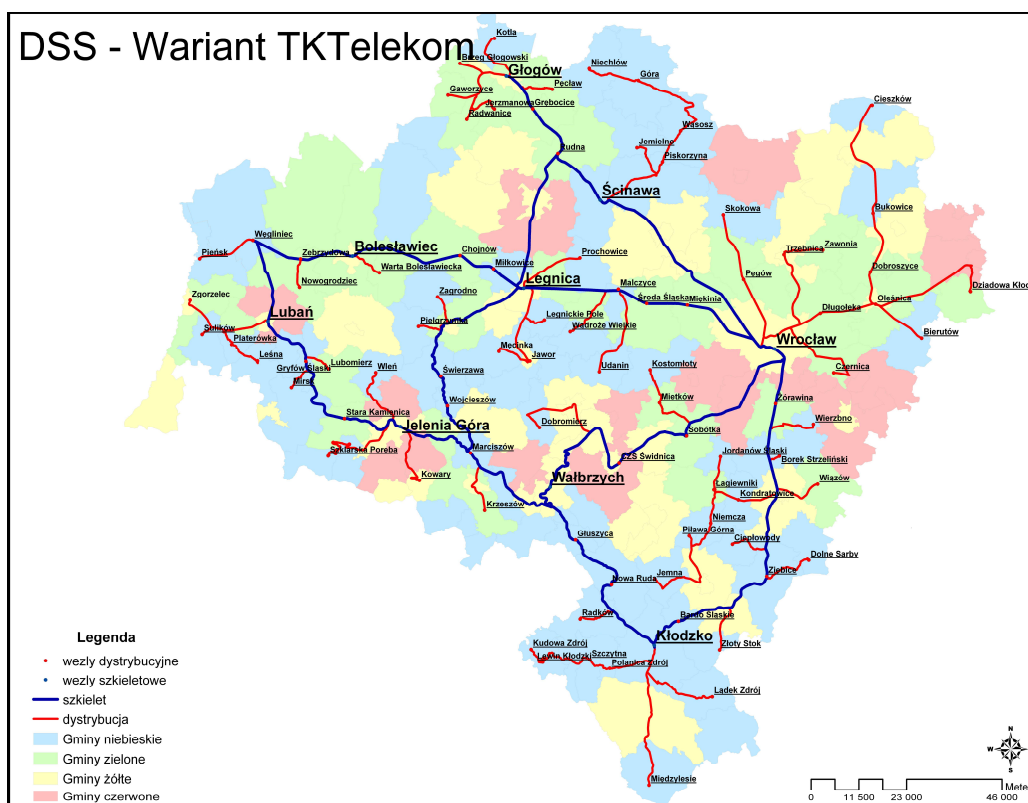 DSS - Wariant TKTelekom
Kotla
Brzeg Głogowski
Głogów
Niechlów
Góra
Pęcław
Gaworzyce
Jerzmanowa
Grębocice
Radwanice
Cieszków
Wąsosz
Jemielno
Rudna
Piskorzyna
Ścinawa
Skokowa
Bukowice
Węgliniec
Bolesławiec
Trzebnica
Zawonia
Pieńsk
Zebrzydowa
Chojnów
Prochowice
Warta Bolesławiecka
Miłkowice
Dobroszyce
Pęgów
Nowogrodziec
Legnica
Malczyce
Dziadowa Kłod
Zgorzelec
Zagrodno
Środa Śląska
Miękinia
Długołęka
Oleśnica
Lubań
Legnickie Pole
Pielgrzymka
Wądroże Wielkie
Sulików
Bierutów
Platerówka
Wrocław
Męcinka
Leśna
Jawor
Lubomierz
Gryfów Śląski
Wleń
Udanin
Kostomłoty
Czernica
Świerzawa
Mirsk
Mietków
Żórawina
Wojcieszów
Stara Kamienica
Wierzbno
Jelenia Góra
Dobromierz
Sobótka
Szklarska Poręba
Marciszów
Jordanów Śląski
CZS Świdnica
Borek Strzeliński
Kowary
Wałbrzych
Łagiewniki
Wiązów
Kondratowice
Krzeszów
Niemcza
Piława Górna
Głuszyca
Ciepłowody
Dolne Sarby
Jemna
Ziębice
Nowa Ruda
Radków
Bardo Śląskie
Kłodzko
Legenda
Kudowa Zdrój
Złoty Stok
Lewin Kłodzki
Szczytna
wezly dystrybucyjne
Polanica Zdrój
wezly szkieletowe
Lądek Zdrój
szkielet
dystrybucja
Gminy niebieskie
Gminy zielone
Międzylesie
Gminy żółte
Gminy czerwone
N
W
E
S
Mete
0
11 500
23 000
46 000